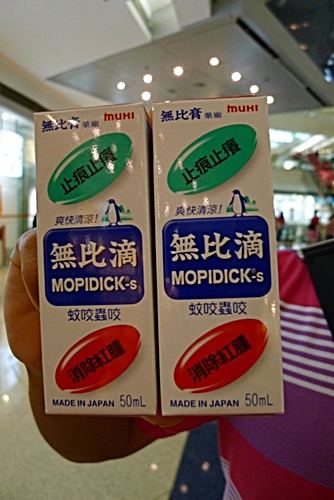 無比膏 藥廠 MUHI
止痕止癢
爽快清涼!
無比滴
MOPIDICK-S
蚊咬蟲咬
消除紅腫
MADE IN JAPAN 50mL
無比膏 藥廠 MUHI
止痕止癢
爽快清涼!
無比滴
MOPIDICK-S
蚊咬蟲咬
消除紅腫
MADE IN JAPAN 50mL